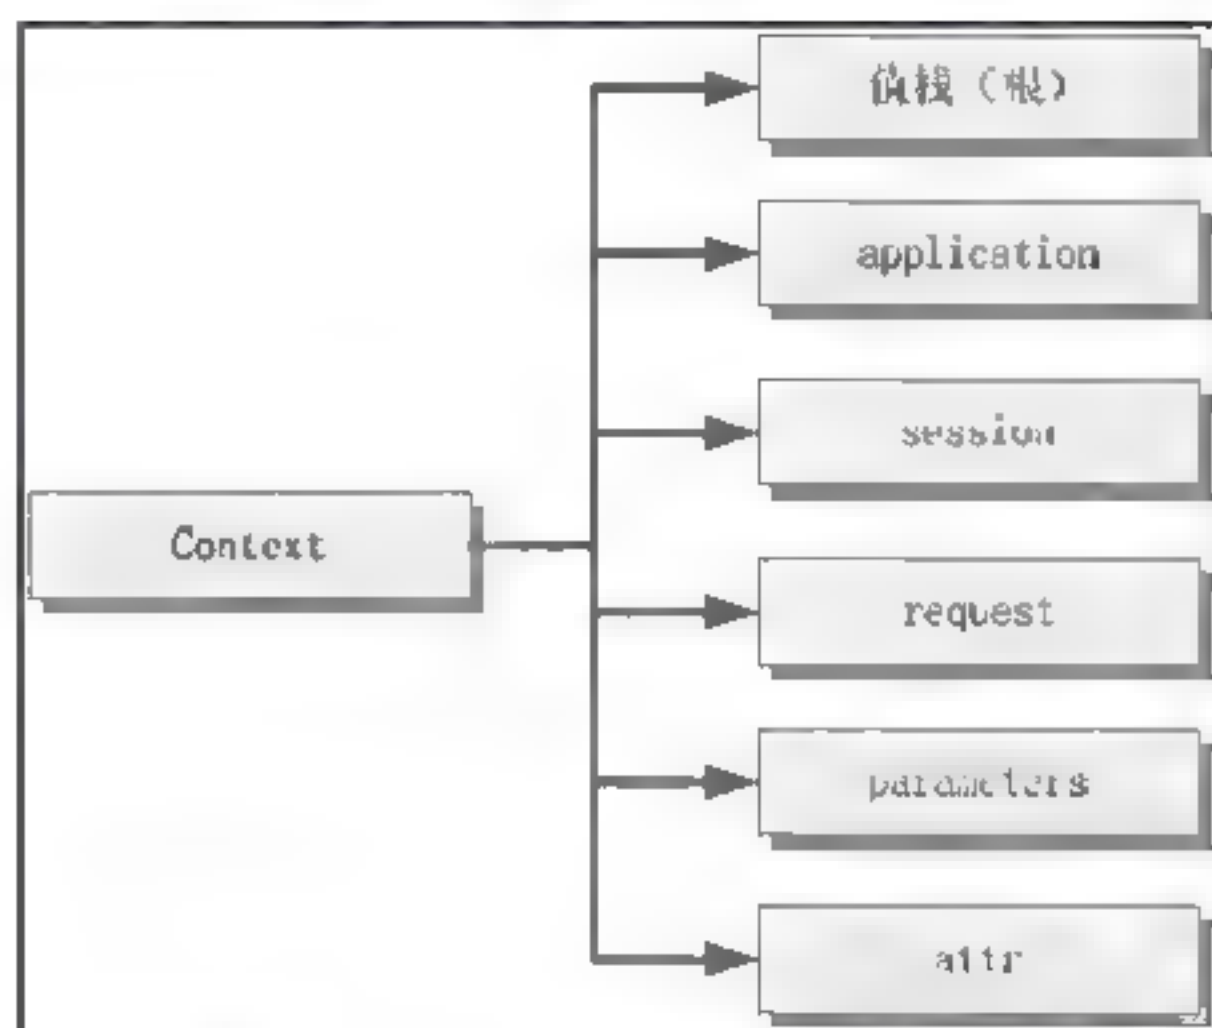 值栈（根）
application
session
Context
request
parameters
attr